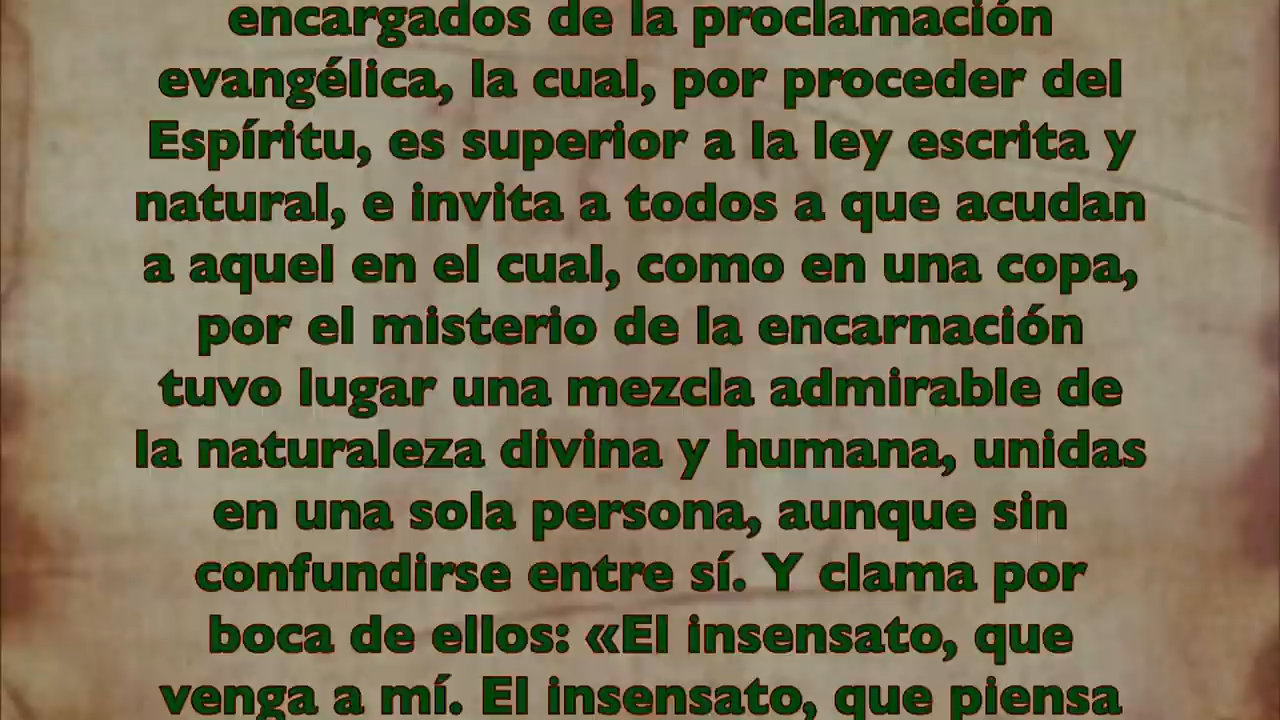 encargados de la proclamación
evangélica, la cual, por proceder del
Espíritu, es superior a la ley escrita y
natural, e invita a todos a que acudan
a aquel en el cual, como en una copa,
por el misterio de la encarnación
tuvo lugar una mezcla admirable de
la naturaleza divina y humana, unidas
en una sola persona, aunque sin
confundirse entre sí. Y clama por
boca de ellos: «El insensato, que
venga a mí. El insensato, que piensa